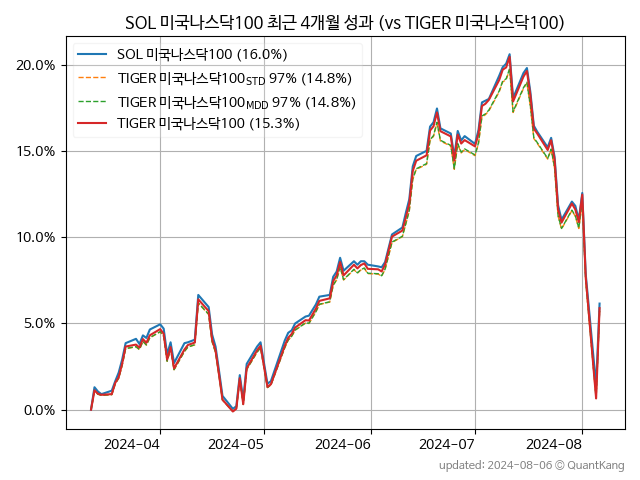 SOL 미국나스닥100 최근 4개월 성과 (vs TIGER 미국나스닥100)
SOL 미국나스닥100 (16.0%)
TIGER 미국나스닥100STD 97% (14.8%)
TIGER 미국나스닥100MDD 97% (14.8%)
TIGER 미국나스닥100 (15.3%)
20.0%
15.0%
10.0%
5.0%
0.0%
2024-04 2024-05 2024-06 2024-07 2024-08
updated: 2024-08-06 © QuantKang